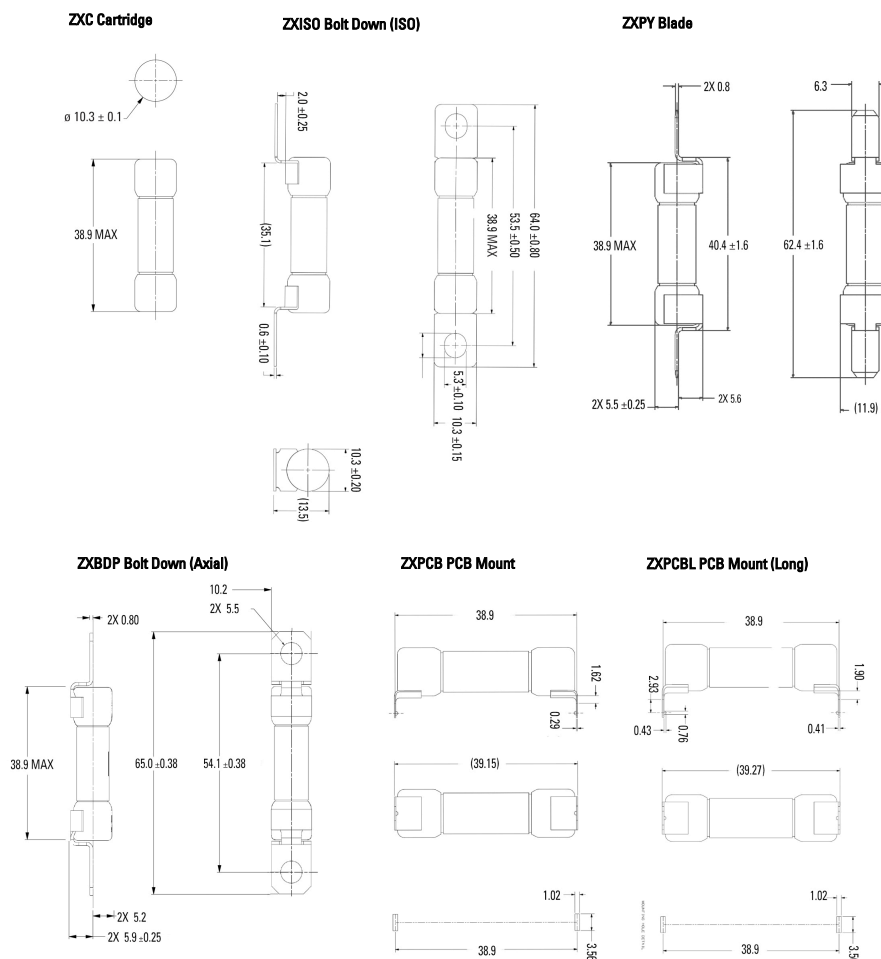 ZXC Cartridge
ZXISO Bolt Down (ISO)
ZXPY Blade
ø 10.3 ± 0.1
38.9 MAX
2.0 ±0.25
(35.1)
0.6 ±0.10
38.9 MAX
53.5 ±0.50
64.0 ±0.80
5.3 ±0.10
10.3 ±0.15
10.3 ±0.20
(13.5)
2X 0.8
6.3
38.9 MAX
40.4 ±1.6
62.4 ±1.6
2X 5.5 ±0.25
2X 5.6
(11.9)
ZXBDP Bolt Down (Axial)
ZXPCB PCB Mount
ZXPCBL PCB Mount (Long)
10.2
2X 5.5
2X 0.80
38.9 MAX
65.0 ±0.38
54.1 ±0.38
2X 5.2
2X 5.9 ±0.25
38.9
1.62
0.29
(39.15)
1.02
38.9
3.56
38.9
2.93
1.90
0.43
0.76
0.41
(39.27)
MOUNTING HOLE DETAIL
1.02
38.9